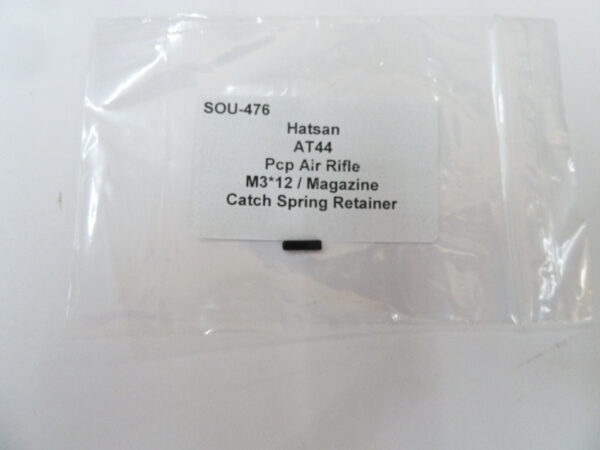 SOU-476
Hatsan
AT44
Pcp Air Rifle
M3*12 / Magazine
Catch Spring Retainer